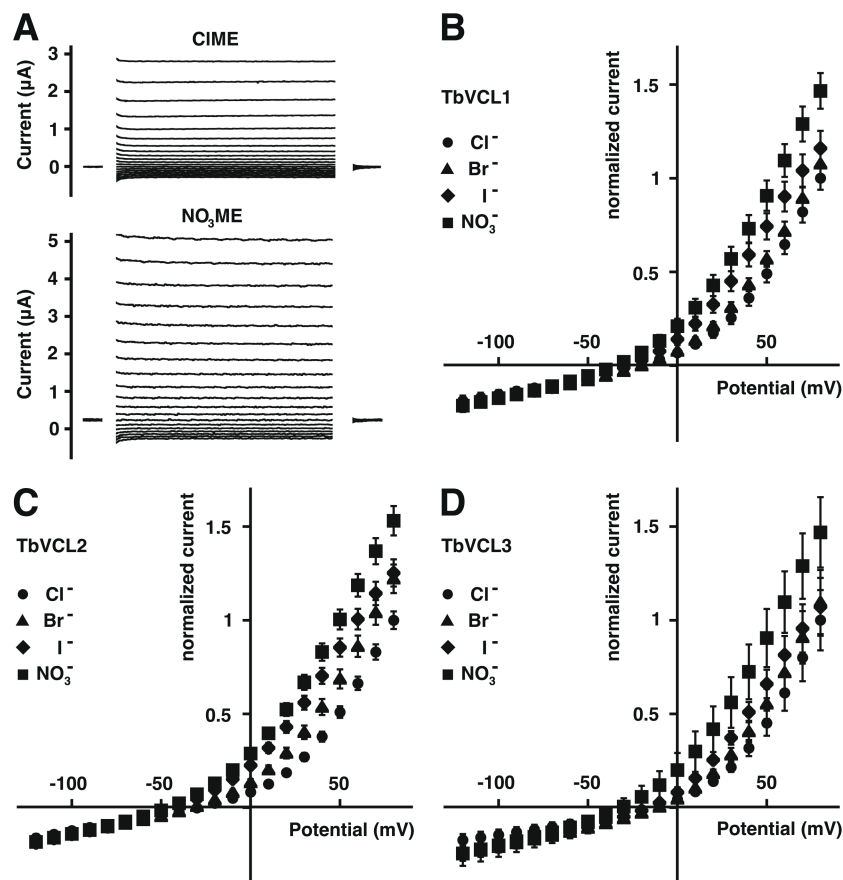 A
ClME
Current (µA)
3
2
1
0
NO₃ME
Current (µA)
5
4
3
2
1
0
B
TbVCL1
Cl⁻
Br⁻
I⁻
NO₃⁻
normalized current
1.5
1
0.5
-100 -50 50
Potential (mV)
C
TbVCL2
Cl⁻
Br⁻
I⁻
NO₃⁻
normalized current
1.5
1
0.5
-100 -50 50
Potential (mV)
D
TbVCL3
Cl⁻
Br⁻
I⁻
NO₃⁻
normalized current
1.5
1
0.5
-100 -50 50
Potential (mV)